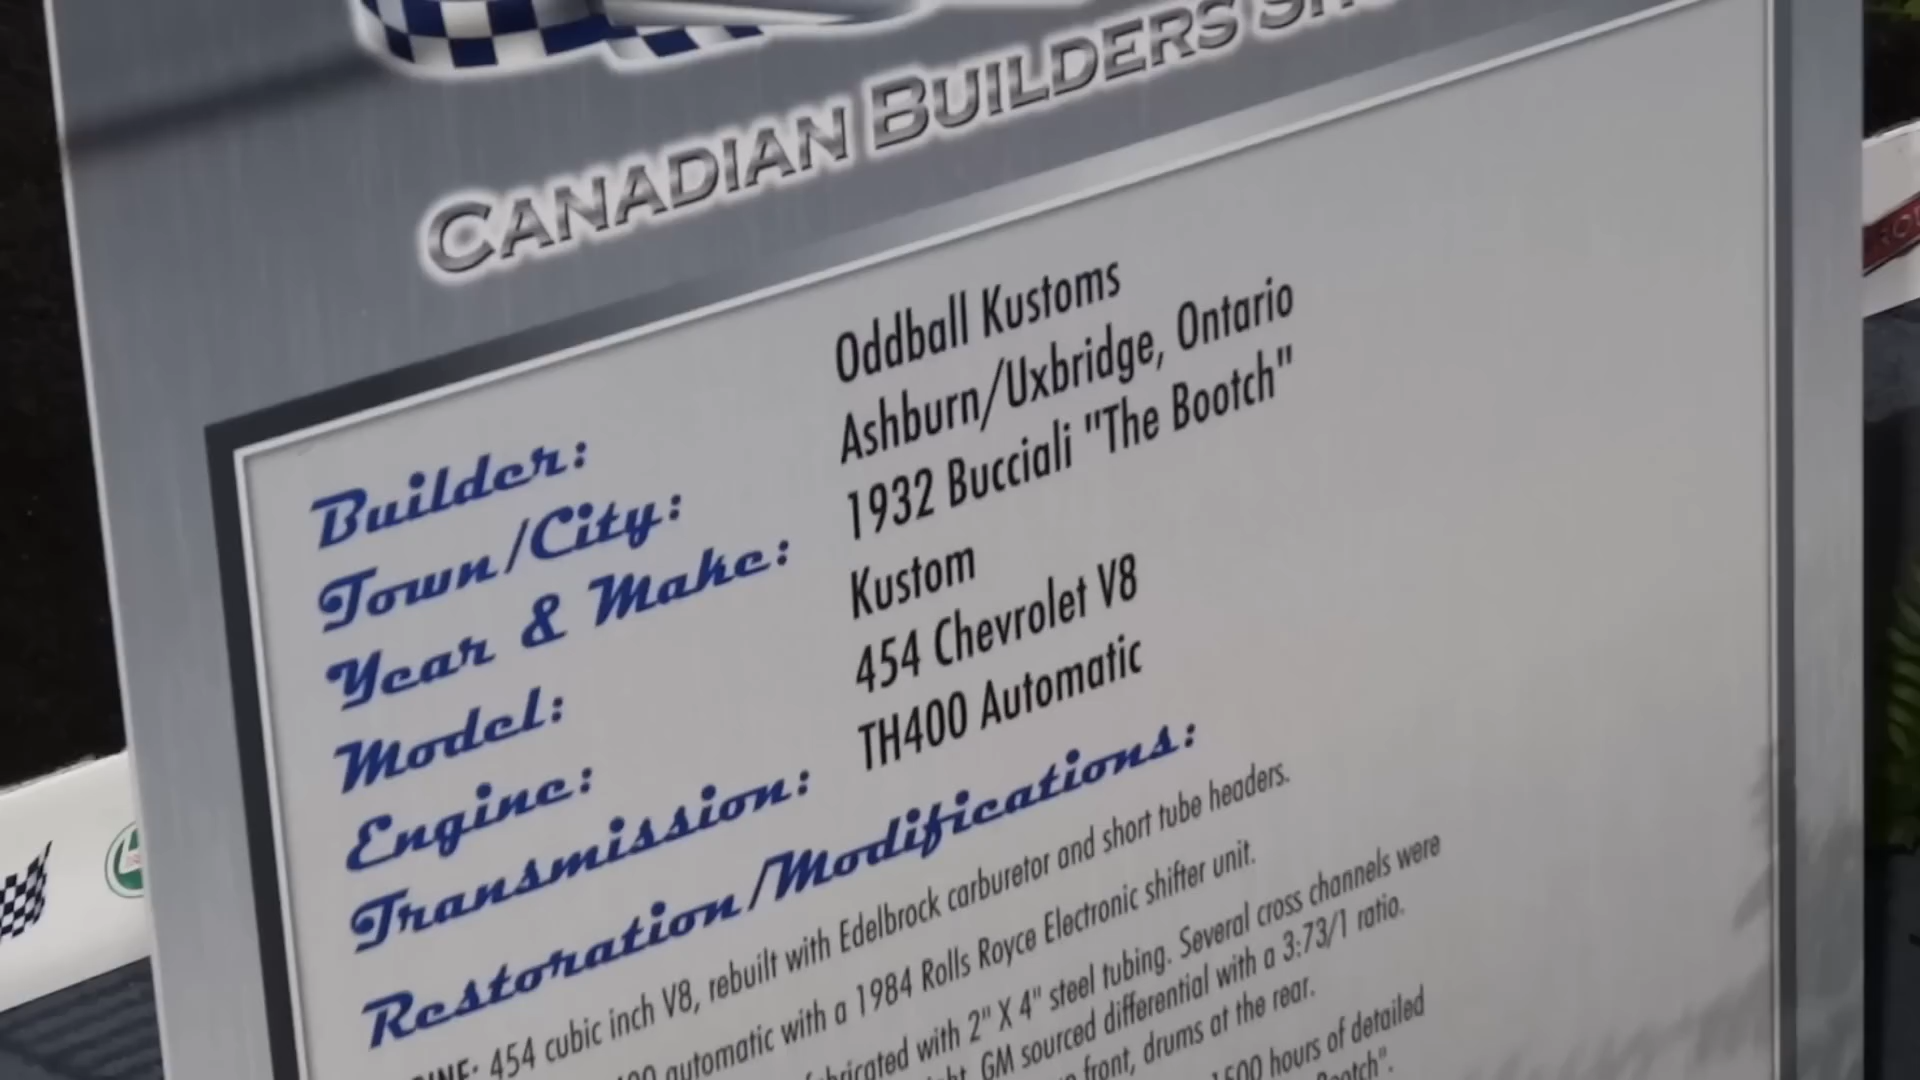 CANADIAN BUILDERS
Builder: Oddball Kustoms
Town/City: Ashburn/Uxbridge, Ontario
Year & Make: 1932 Bucciali "The Bootch"
Model: Kustom
Engine: 454 Chevrolet V8
Transmission: TH400 Automatic
Restoration/Modifications:
454 cubic inch V8, rebuilt with Edelbrock carburetor and short tube headers.
automatic with a 1984 Rolls Royce Electronic shifter unit.
with 2" X 4" steel tubing. Several cross channels were
GM sourced differential with a 3:73/1 ratio.
front, drums at the rear.
hours of detailed